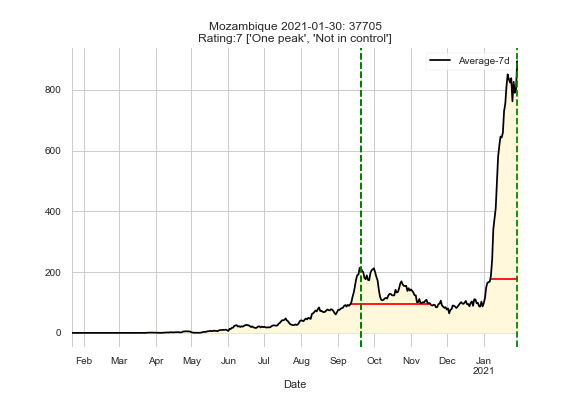 Mozambique 2021-01-30: 37705
Rating:7 ['One peak', 'Not in control']
Average-7d
800
600
400
200
0
Feb Mar Apr May Jun Jul Aug Sep Oct Nov Dec Jan
2021
Date